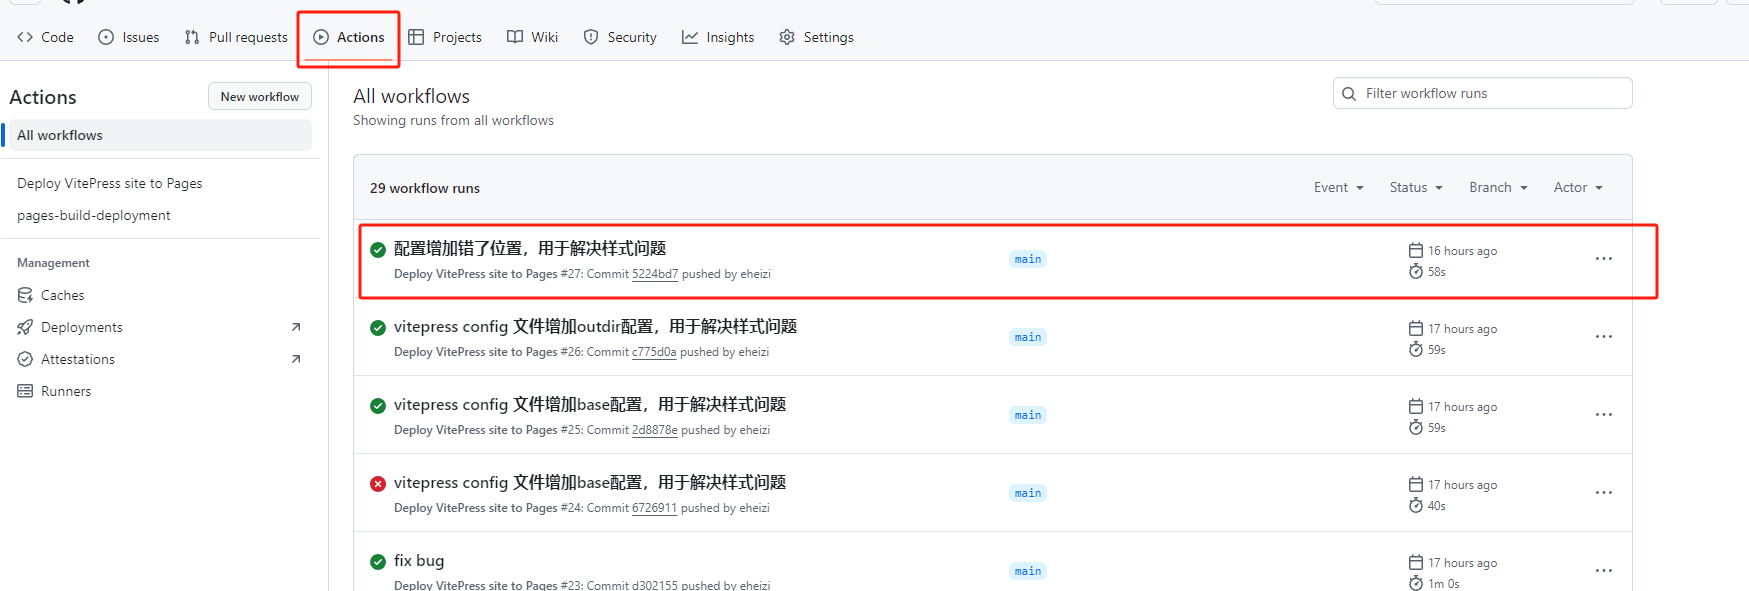 Code Issues Pull requests Actions Projects Wiki Security Insights Settings
Actions
New workflow
All workflows
Deploy VitePress site to Pages
pages-build-deployment
Management
Caches
Deployments
Attestations
Runners
All workflows
Showing runs from all workflows
Filter workflow runs
29 workflow runs
Event Status Branch Actor
配置增加错了位置，用于解决样式问题
Deploy VitePress site to Pages #27: Commit 5224bd7 pushed by eheizi
main
16 hours ago
58s
vitepress config 文件增加outdir配置，用于解决样式问题
Deploy VitePress site to Pages #26: Commit c775d0a pushed by eheizi
main
17 hours ago
59s
vitepress config 文件增加base配置，用于解决样式问题
Deploy VitePress site to Pages #25: Commit 2d8878e pushed by eheizi
main
17 hours ago
59s
vitepress config 文件增加base配置，用于解决样式问题
Deploy VitePress site to Pages #24: Commit 6726911 pushed by eheizi
main
17 hours ago
40s
fix bug
Deploy VitePress site to Pages #23: Commit d302155 pushed by eheizi
main
17 hours ago
1m 0s